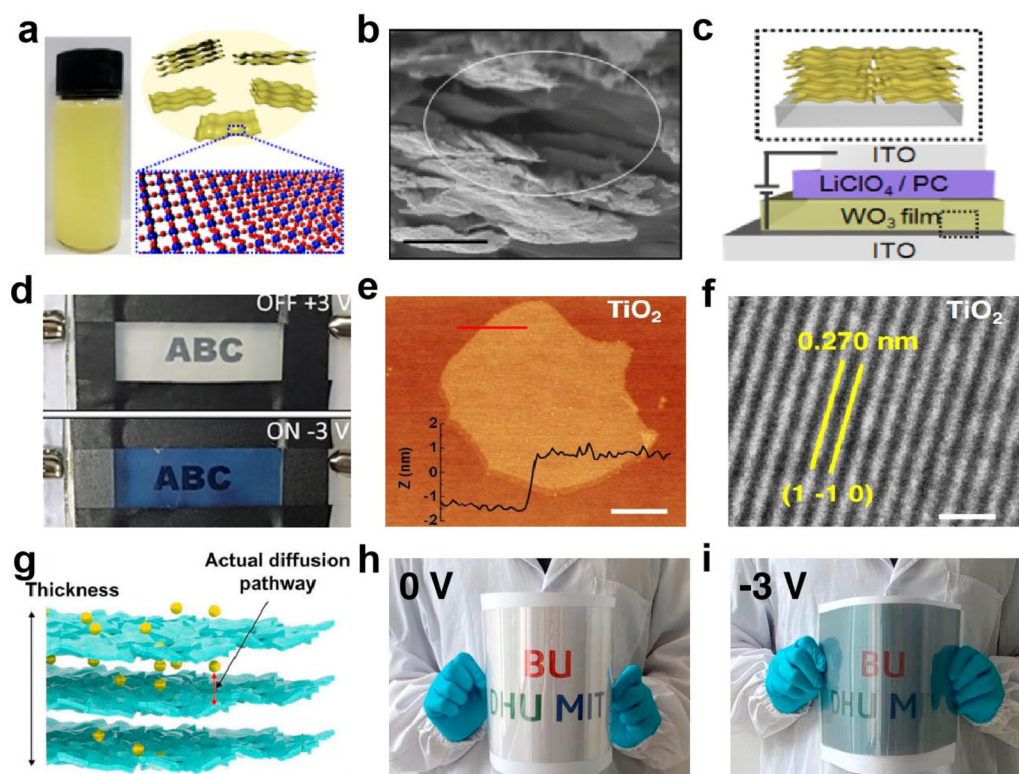 a
b
c
ITO
LiClO₄ / PC
WO₃ film
ITO
d
OFF +3 V
ABC
ON -3 V
ABC
e
TiO₂
Z (nm)
2
1
0
-1
-2
f
TiO₂
0.270 nm
(1 -1 0)
g
Thickness
Actual diffusion
pathway
h
0 V
BU
DHU MIT
i
-3 V
BU
DHU MIT